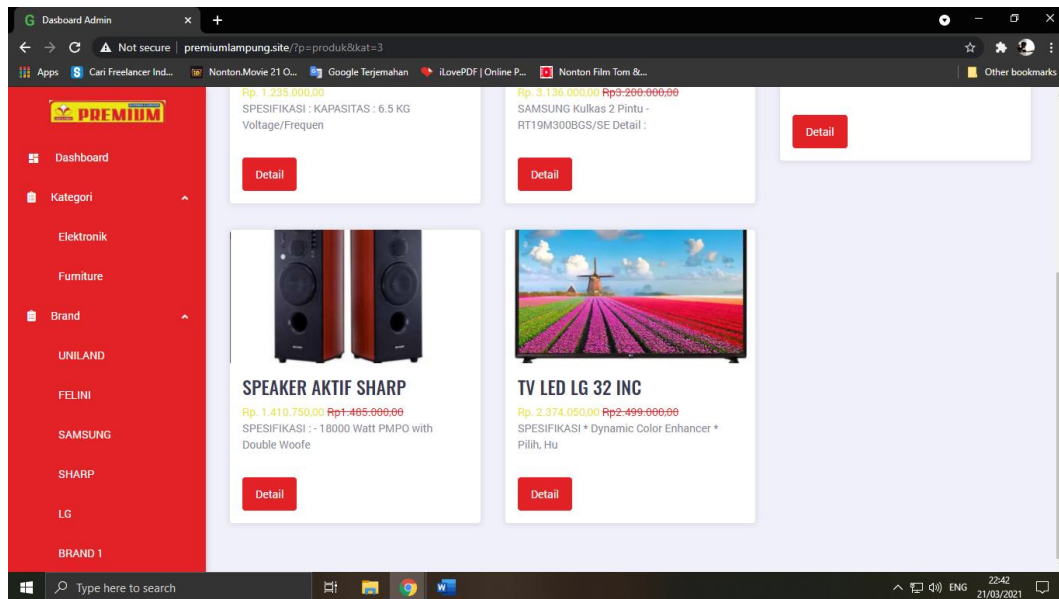 Dasboard Admin
Not secure | premiumlampung.site/?p=produk&kat=3
Apps Cari Freelancer Ind... Nonton.Movie 21 O... Google Terjemahan iLovePDF | Online P... Nonton Film Tom &... Other bookmarks
PREMIUM
Dashboard
Kategori
Elektronik
Furniture
Brand
UNILAND
FELINI
SAMSUNG
SHARP
LG
BRAND 1
Rp. 1.235.000,00
SPESIFIKASI : KAPASITAS : 6.5 KG
Voltage/Frequen
Detail
Rp. 3.136.000,00 Rp3.200.000,00
SAMSUNG Kulkas 2 Pintu -
RT19M300BGS/SE Detail :
Detail
Detail
SPEAKER AKTIF SHARP
Rp. 1.410.750,00 Rp1.485.000,00
SPESIFIKASI : - 18000 Watt PMPO with
Double Woofe
Detail
TV LED LG 32 INC
Rp. 2.374.050,00 Rp2.499.000,00
SPESIFIKASI * Dynamic Color Enhancer *
Pilih, Hu
Detail
Type here to search
ENG
22:42
21/03/2021